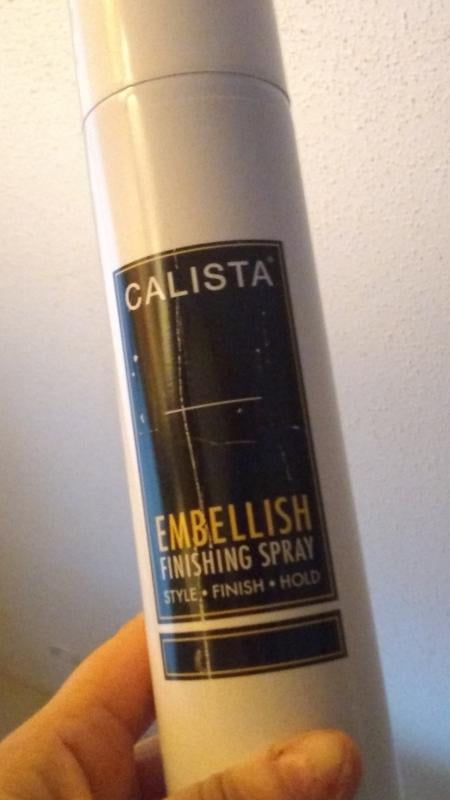 CALISTA®
EMBELLISH
FINISHING SPRAY
STYLE • FINISH • HOLD